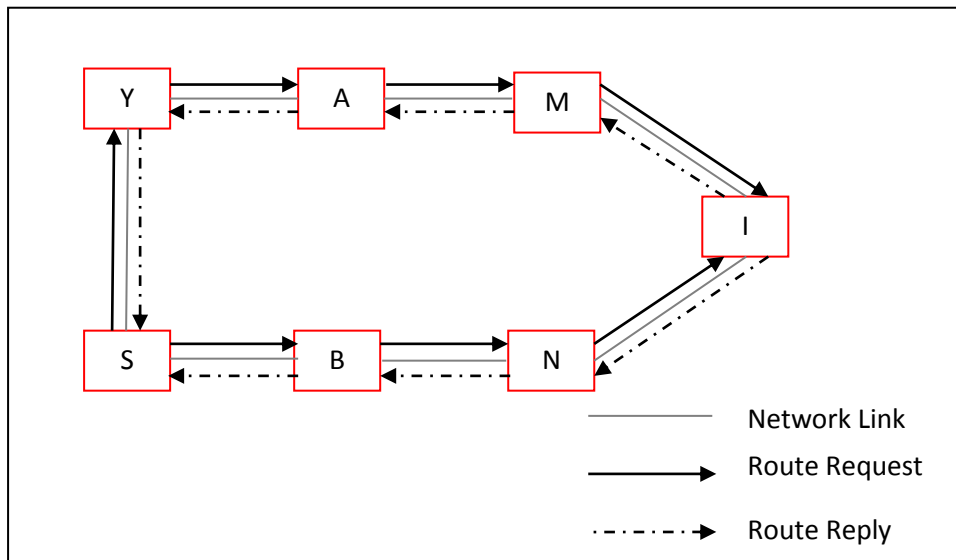 Y A M
I
S B N
Network Link
Route Request
Route Reply